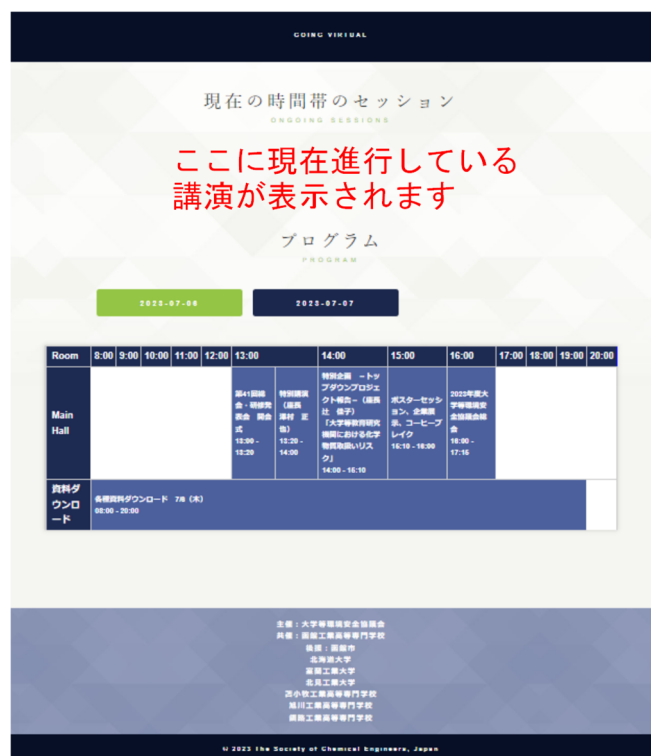 GOING VIRTUAL
現在の時間帯のセッション
ONGOING SESSIONS
ここに現在進行している
講演が表示されます
プログラム
PROGRAM
2023-07-06
2023-07-07
Room 8:00 9:00 10:00 11:00 12:00 13:00 14:00 15:00 16:00 17:00 18:00 19:00 20:00
Main
Hall
第41回総
会・研修発
表会 開会
式
13:00 -
13:20
特別講演
（座長
澤村 正
也）
13:20 -
14:00
特別企画 －トッ
プダウンプロジェ
クト報告－（座長
辻 佳子）
「大学等教育研究
機関における化学
物質取扱いリス
ク」
14:00 - 15:10
ポスターセッシ
ョン、企業展
示、コーヒーブ
レイク
15:10 - 16:00
2023年度大
学等環境安
全協議会総
会
16:00 -
17:15
資料ダ
ウンロ
ード
各種資料ダウンロード 7/6（木）
08:00 - 20:00
主催：大学等環境安全協議会
共催：函館工業高等専門学校
後援：函館市
北海道大学
室蘭工業大学
北見工業大学
苫小牧工業高等専門学校
旭川工業高等専門学校
釧路工業高等専門学校
© 2023 The Society of Chemical Engineers, Japan